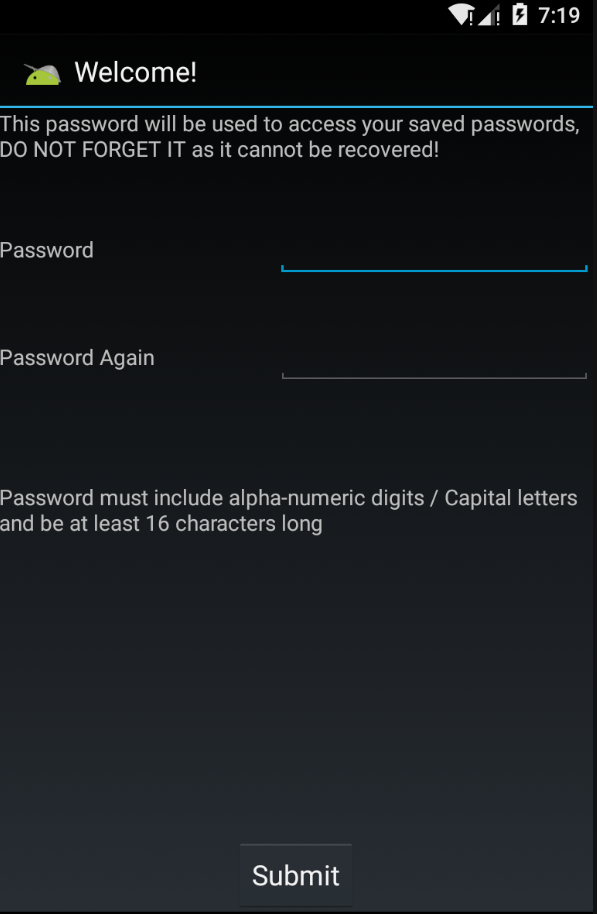 7:19
Welcome!
This password will be used to access your saved passwords,
DO NOT FORGET IT as it cannot be recovered!
Password
Password Again
Password must include alpha-numeric digits / Capital letters
and be at least 16 characters long
Submit